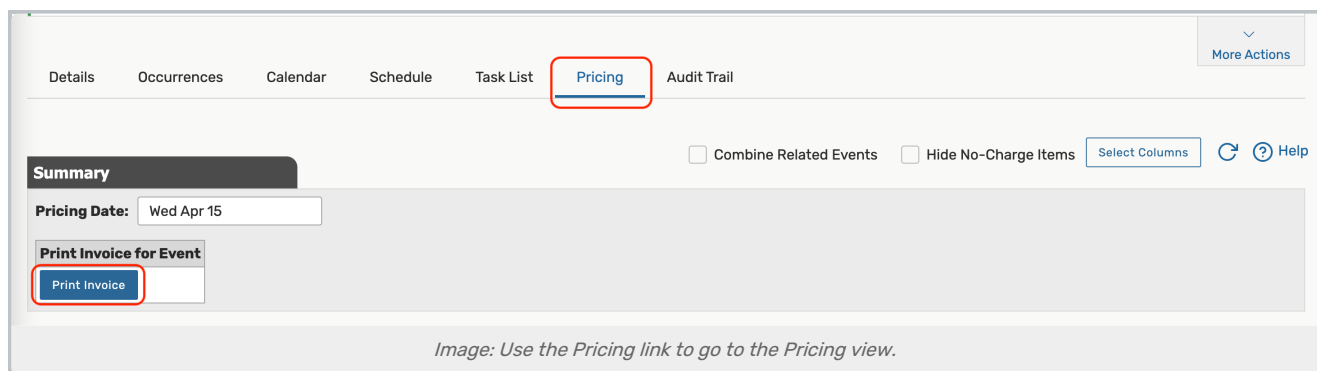 More Actions
Details Occurrences Calendar Schedule Task List Pricing Audit Trail
Combine Related Events Hide No-Charge Items Select Columns Help
Summary
Pricing Date: Wed Apr 15
Print Invoice for Event
Print Invoice
Image: Use the Pricing link to go to the Pricing view.